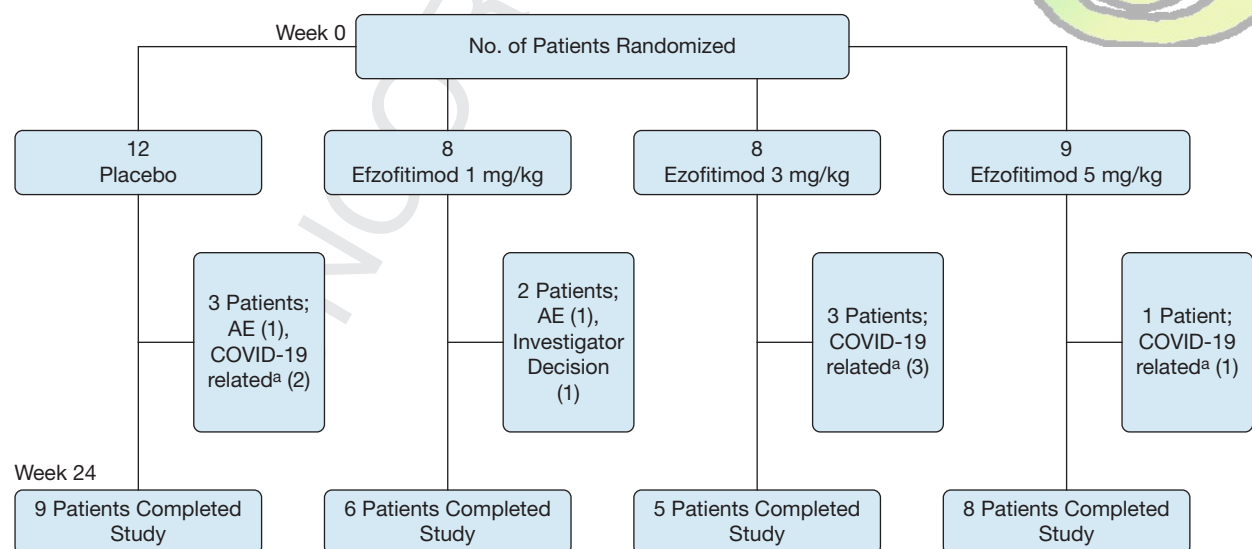 Week 0
No. of Patients Randomized
12
Placebo
8
Efzofitimod 1 mg/kg
8
Ezofitimod 3 mg/kg
9
Efzofitimod 5 mg/kg
3 Patients;
AE (1),
COVID-19
relatedᵃ (2)
2 Patients;
AE (1),
Investigator
Decision
(1)
3 Patients;
COVID-19
relatedᵃ (3)
1 Patient;
COVID-19
relatedᵃ (1)
Week 24
9 Patients Completed
Study
6 Patients Completed
Study
5 Patients Completed
Study
8 Patients Completed
Study